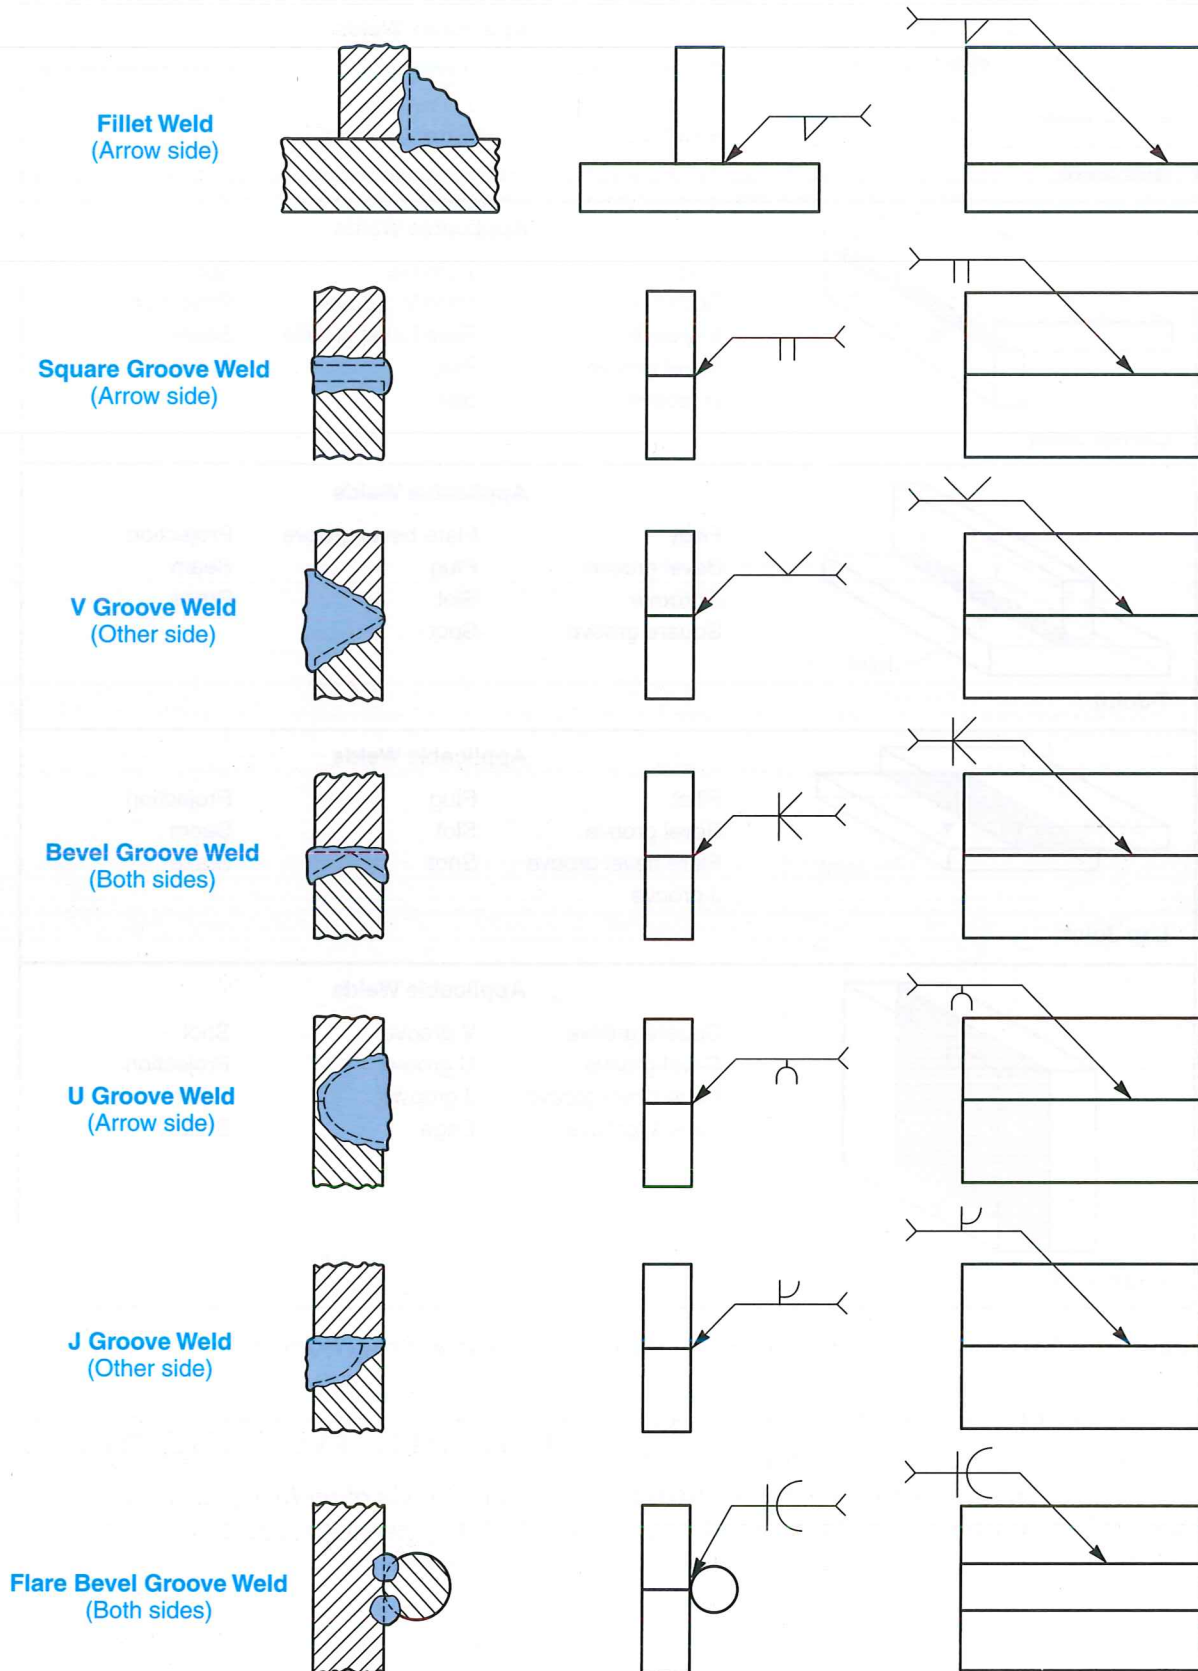 Fillet Weld
(Arrow side)
Square Groove Weld
(Arrow side)
V Groove Weld
(Other side)
Bevel Groove Weld
(Both sides)
U Groove Weld
(Arrow side)
J Groove Weld
(Other side)
Flare Bevel Groove Weld
(Both sides)